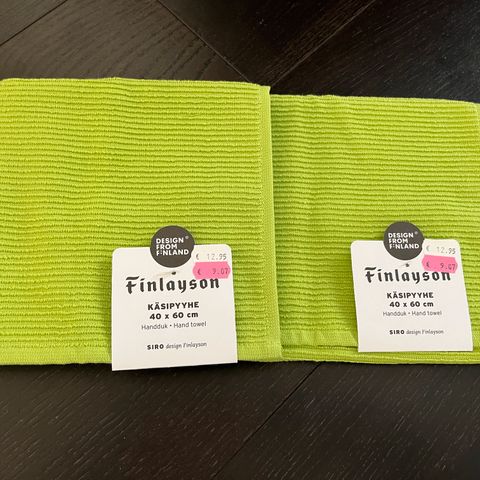 DESIGN
FROM
FINLAND
€ 12.95
€ 9.07
Finlayson
KÄSIPYYHE
40 x 60 cm
Handduk • Hand towel
SIRO design Finlayson
DESIGN
FROM
FINLAND
€ 12.95
€ 9.07
Finlayson
KÄSIPYYHE
40 x 60 cm
Handduk • Hand towel
SIRO design Finlayson